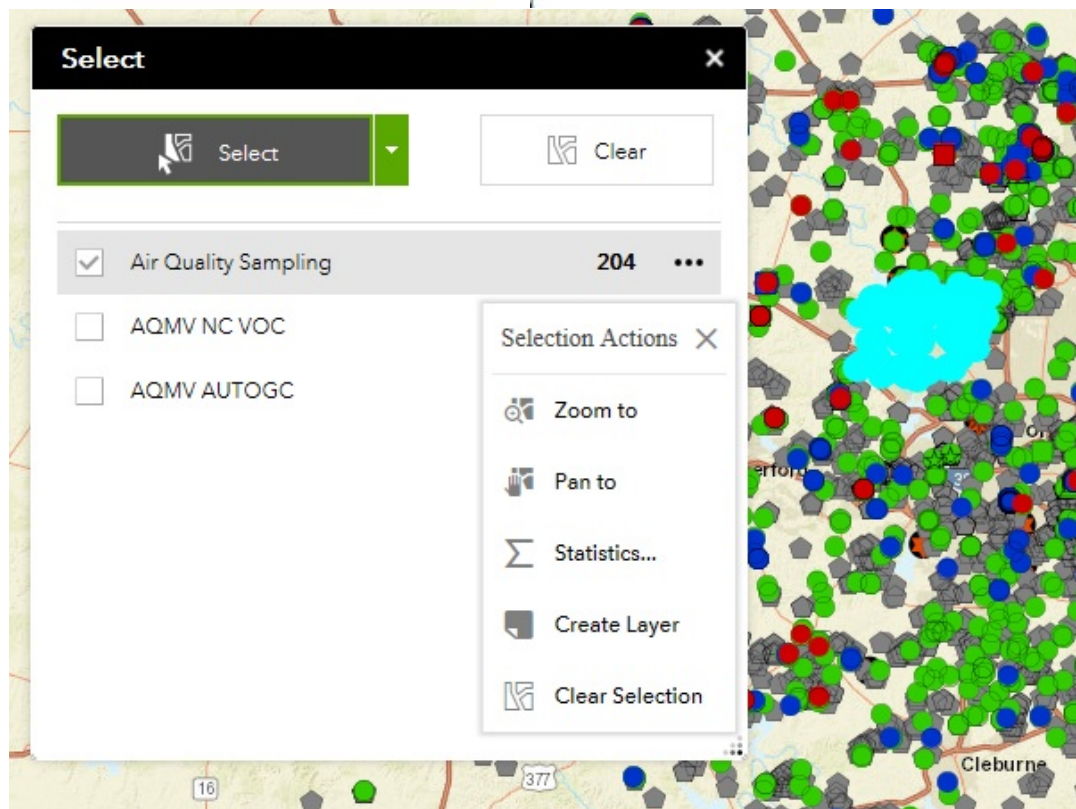 Select
Select
Clear
Air Quality Sampling 204
AQMV NC VOC
AQMV AUTOGC
Selection Actions
Zoom to
Pan to
Statistics...
Create Layer
Clear Selection
erford
Cleburne
16
377